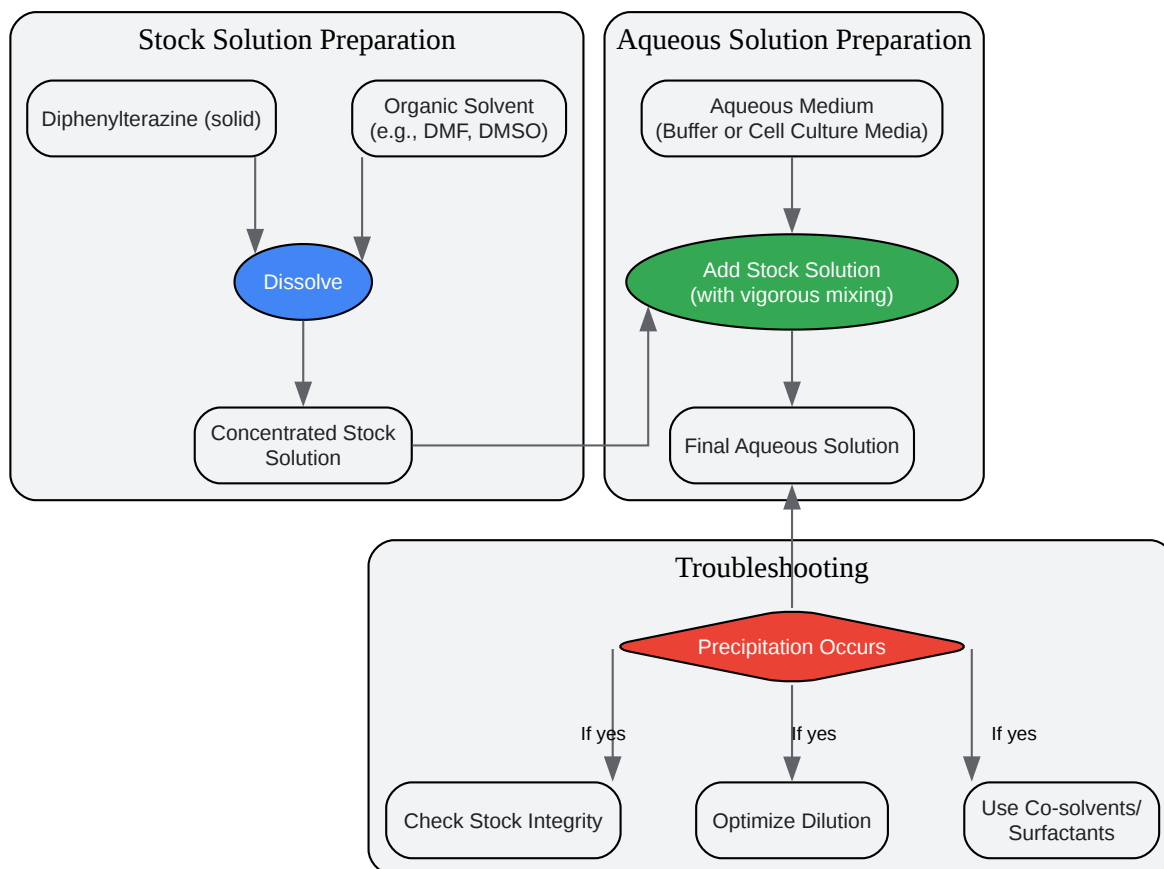 Stock Solution Preparation
Diphenylterazine (solid)
Organic Solvent
(e.g., DMF, DMSO)
Dissolve
Concentrated Stock
Solution
Aqueous Solution Preparation
Aqueous Medium
(Buffer or Cell Culture Media)
Add Stock Solution
(with vigorous mixing)
Final Aqueous Solution
Troubleshooting
Precipitation Occurs
If yes
If yes
If yes
Check Stock Integrity
Optimize Dilution
Use Co-solvents/
Surfactants